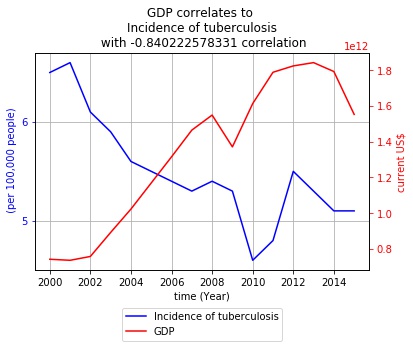 GDP correlates to
Incidence of tuberculosis
with -0.840222578331 correlation
1e12
(per 100,000 people)
6
5
1.8
1.6
1.4
1.2
1.0
0.8
current US$
2000 2002 2004 2006 2008 2010 2012 2014
time (Year)
Incidence of tuberculosis
GDP